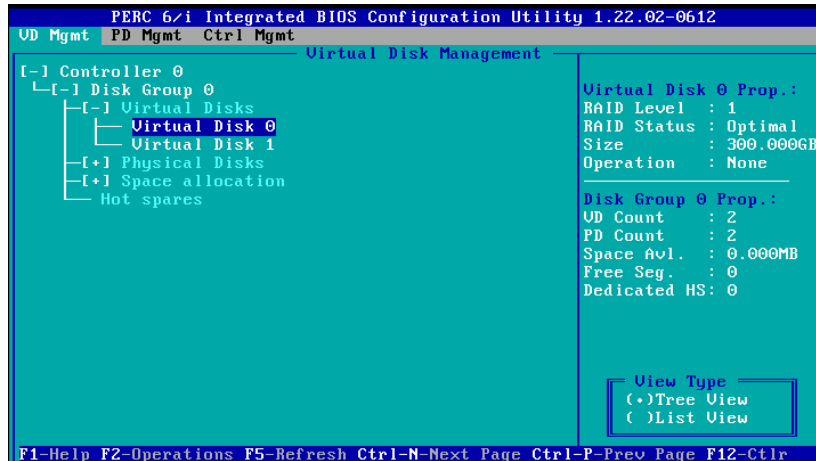 PERC 6/i Integrated BIOS Configuration Utility 1.22.02-0612
VD Mgmt PD Mgmt Ctrl Mgmt
Virtual Disk Management
[-] Controller 0
[-] Disk Group 0
[-] Virtual Disks
Virtual Disk 0
Virtual Disk 1
[+] Physical Disks
[+] Space allocation
Hot spares
Virtual Disk 0 Prop.:
RAID Level : 1
RAID Status : Optimal
Size : 300.000GB
Operation : None
Disk Group 0 Prop.:
VD Count : 2
PD Count : 2
Space Avl. : 0.000MB
Free Seg. : 0
Dedicated HS: 0
View Type
(•)Tree View
( )List View
F1-Help F2-Operations F5-Refresh Ctrl-N-Next Page Ctrl-P-Prev Page F12-Ctlr